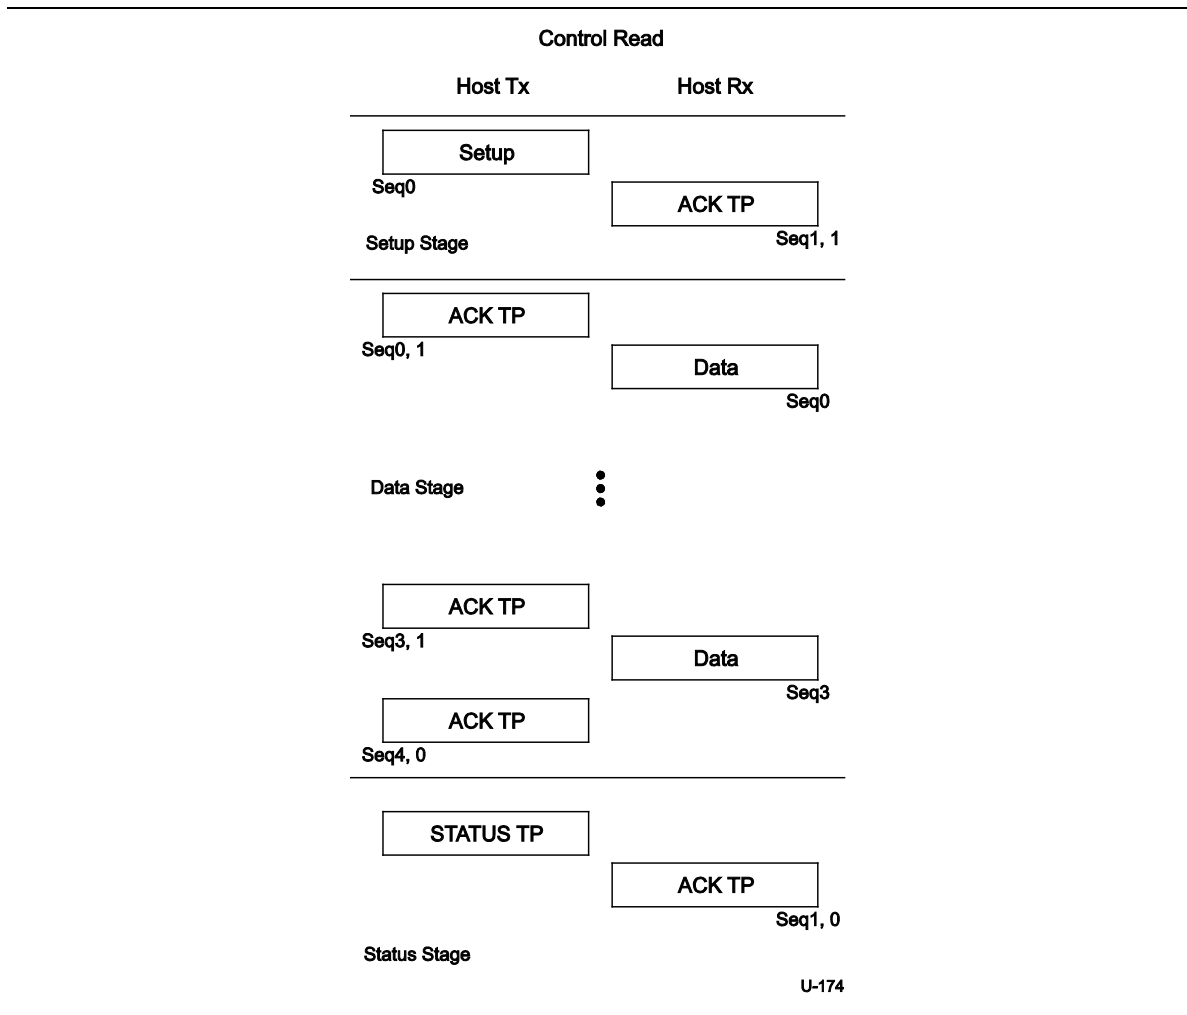 Control Read
Host Tx Host Rx
Setup
Seq0
ACK TP
Seq1, 1
Setup Stage
ACK TP
Seq0, 1
Data
Seq0
Data Stage
ACK TP
Seq3, 1
Data
Seq3
ACK TP
Seq4, 0
STATUS TP
ACK TP
Seq1, 0
Status Stage
U-174